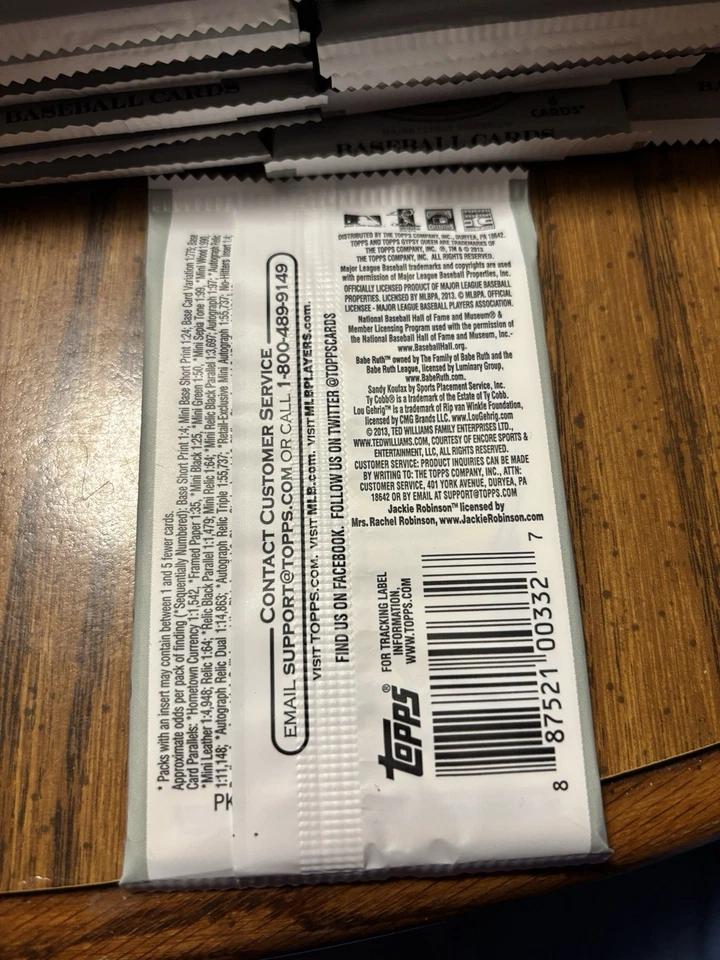 BASEBALL CARDS
6
CARDS*
BASEBALL CARDS
DISTRIBUTED BY THE TOPPS COMPANY, INC., DURYEA, PA 18642.
TOPPS AND TOPPS GYPSY QUEEN ARE TRADEMARKS OF
THE TOPPS COMPANY, INC. ®, TM & © 2013
THE TOPPS COMPANY, INC. ALL RIGHTS RESERVED.
Major League Baseball trademarks and copyrights are used
with permission of Major League Baseball Properties, Inc.
OFFICIALLY LICENSED PRODUCT OF MAJOR LEAGUE BASEBALL
PROPERTIES. LICENSED BY MLBPA, 2013. © MLBPA. OFFICIAL
LICENSEE - MAJOR LEAGUE BASEBALL PLAYERS ASSOCIATION.
National Baseball Hall of Fame and Museum®
Member Licensing Program used with the permission of
the National Baseball Hall of Fame and Museum, Inc.-
www.BaseballHall.org.
Babe Ruth™ owned by The Family of Babe Ruth and the
Babe Ruth League, licensed by Luminary Group,
www.BabeRuth.com.
Sandy Koufax by Sports Placement Service, Inc.
Ty Cobb® is a trademark of the Estate of Ty Cobb.
Lou Gehrig™ is a trademark of Rip van Winkle Foundation,
licensed by CMG Brands LLC. www.LouGehrig.com
© 2013, TED WILLIAMS FAMILY ENTERPRISES LTD.,
WWW.TEDWILLIAMS.COM, COURTESY OF ENCORE SPORTS &
ENTERTAINMENT, LLC, ALL RIGHTS RESERVED.
CUSTOMER SERVICE: PRODUCT INQUIRIES CAN BE MADE
BY WRITING TO: THE TOPPS COMPANY, INC., ATTN:
CUSTOMER SERVICE, 401 YORK AVENUE, DURYEA, PA
18642 OR BY EMAIL AT SUPPORT@TOPPS.COM
Jackie Robinson™ licensed by
Mrs. Rachel Robinson, www.JackieRobinson.com
* Packs with an insert may contain between 1 and 5 fewer cards.
Approximate odds per pack of finding (*Sequentially Numbered): Base Short Print 1:4; Mini Base Short Print 1:24; Base Card Variation 1:775; Base
Card Parallels: *Hometown Currency 1:1,542, *Framed Paper 1:35, *Mini Black 1:25, *Mini Green 1:50, *Mini Sepia Tone 1:99, *Mini Wood 1:990,
*Mini Leather 1:4,948; Relic 1:64; *Relic Black Parallel 1:1,479; Mini Relic 1:64; *Mini Relic Black Parallel 1:3,697; Autograph 1:97; *Autograph Relic
1:11,148; *Autograph Relic Dual 1:14,863; *Autograph Relic Triple 1:55,737; *Retail-Exclusive Mini Autograph 1:55,737; No-Hitters Insert 1:4;
PK
CONTACT CUSTOMER SERVICE
EMAIL SUPPORT@TOPPS.COM OR CALL 1-800-489-9149
VISIT TOPPS.COM. VISIT MLB.com. VISIT MLBPLAYERS.com.
FIND US ON FACEBOOK. FOLLOW US ON TWITTER @TOPPSCARDS
topps®
FOR TRACKING LABEL
INFORMATION,
WWW.TOPPS.COM
8 87521 00332 7